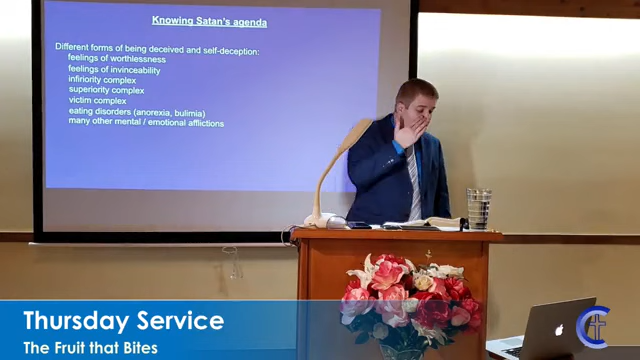 Knowing Satan's agenda
Different forms of being deceived and self-deception:
feelings of worthlessness
feelings of invinceability
infiriority complex
superiority complex
victim complex
eating disorders (anorexia, bulimia)
many other mental / emotional afflictions
Thursday Service
The Fruit that Bites